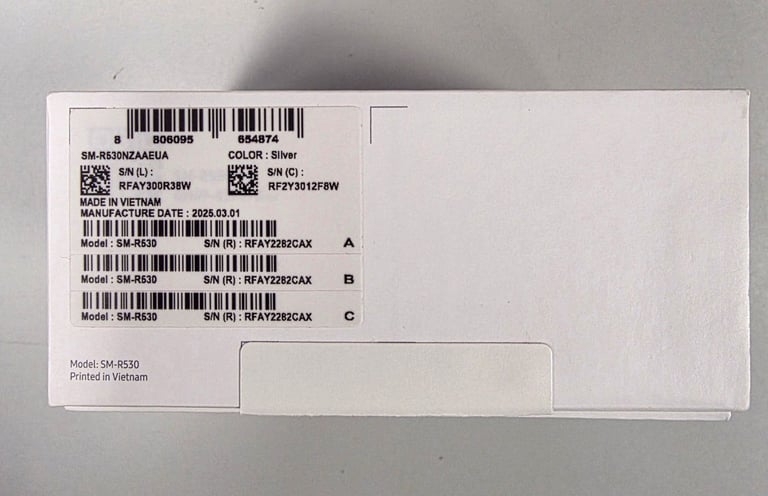 8 806095 654874
SM-R530NZAAEUA COLOR : Silver
S/N (L) : S/N (C) :
RFAY300R38W RF2Y3012F8W
MADE IN VIETNAM
MANUFACTURE DATE : 2025.03.01
Model : SM-R530 S/N (R) : RFAY2282CAX A
Model : SM-R530 S/N (R) : RFAY2282CAX B
Model : SM-R530 S/N (R) : RFAY2282CAX C
Model: SM-R530
Printed in Vietnam